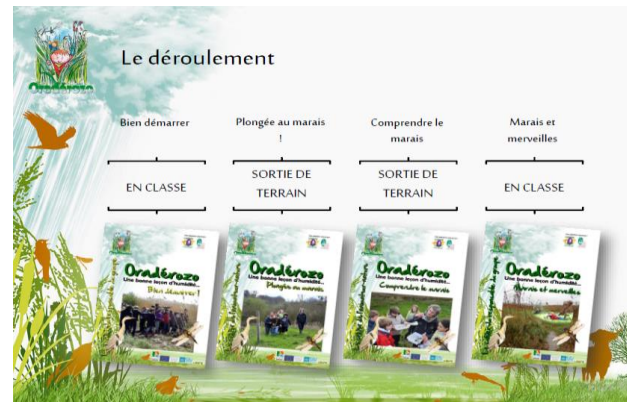 Oradérozo
Le déroulement
Bien démarrer
Plongée au marais
!
Comprendre le
marais
Marais et
merveilles
EN CLASSE
SORTIE DE
TERRAIN
SORTIE DE
TERRAIN
EN CLASSE
Oradérozo
Une bonne leçon d'humidité...
Bien démarrer !
Oradérozo
Une bonne leçon d'humidité...
Plongée au marais
Oradérozo
Une bonne leçon d'humidité...
Comprendre le marais
Oradérozo
Une bonne leçon d'humidité...
Marais et merveilles